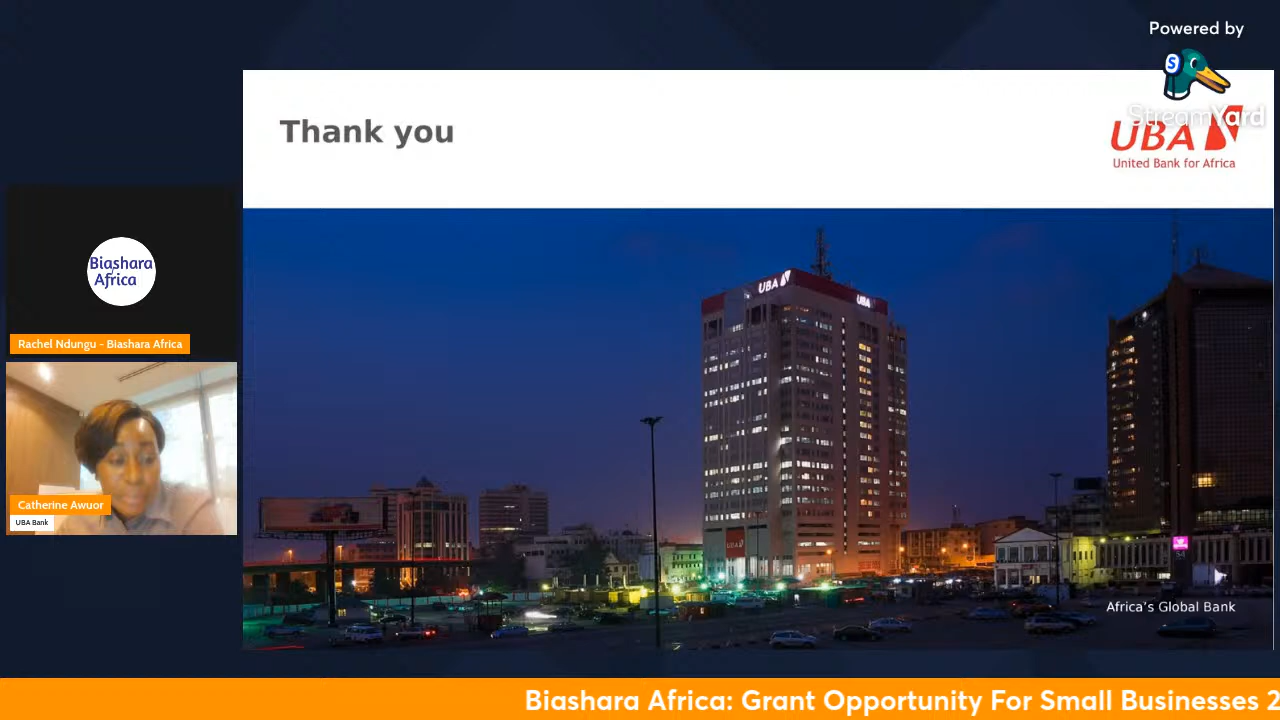 Powered by
StreamYard
Thank you
UBA
United Bank for Africa
Biashara
Africa
Rachel Ndungu - Biashara Africa
Catherine Awuor
UBA Bank
UBA
UBA
UBA
Africa's Global Bank
Biashara Africa: Grant Opportunity For Small Businesses 2